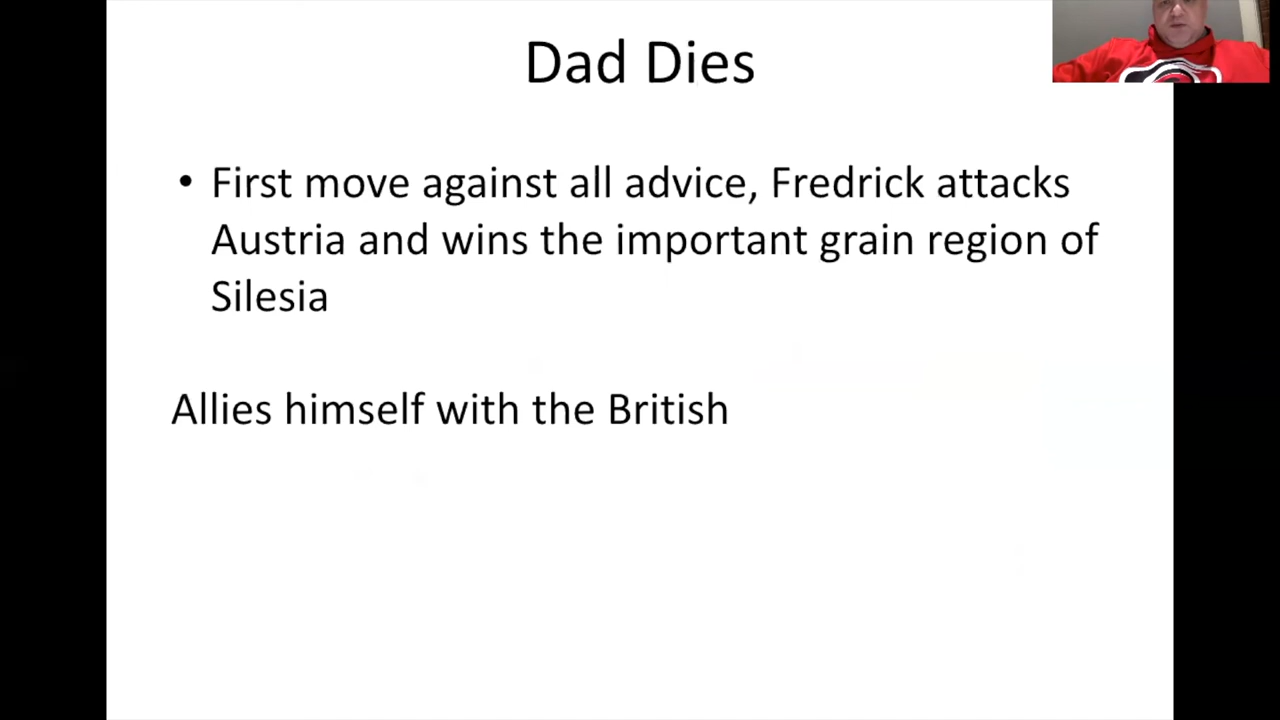 Dad Dies
• First move against all advice, Fredrick attacks
Austria and wins the important grain region of
Silesia
Allies himself with the British